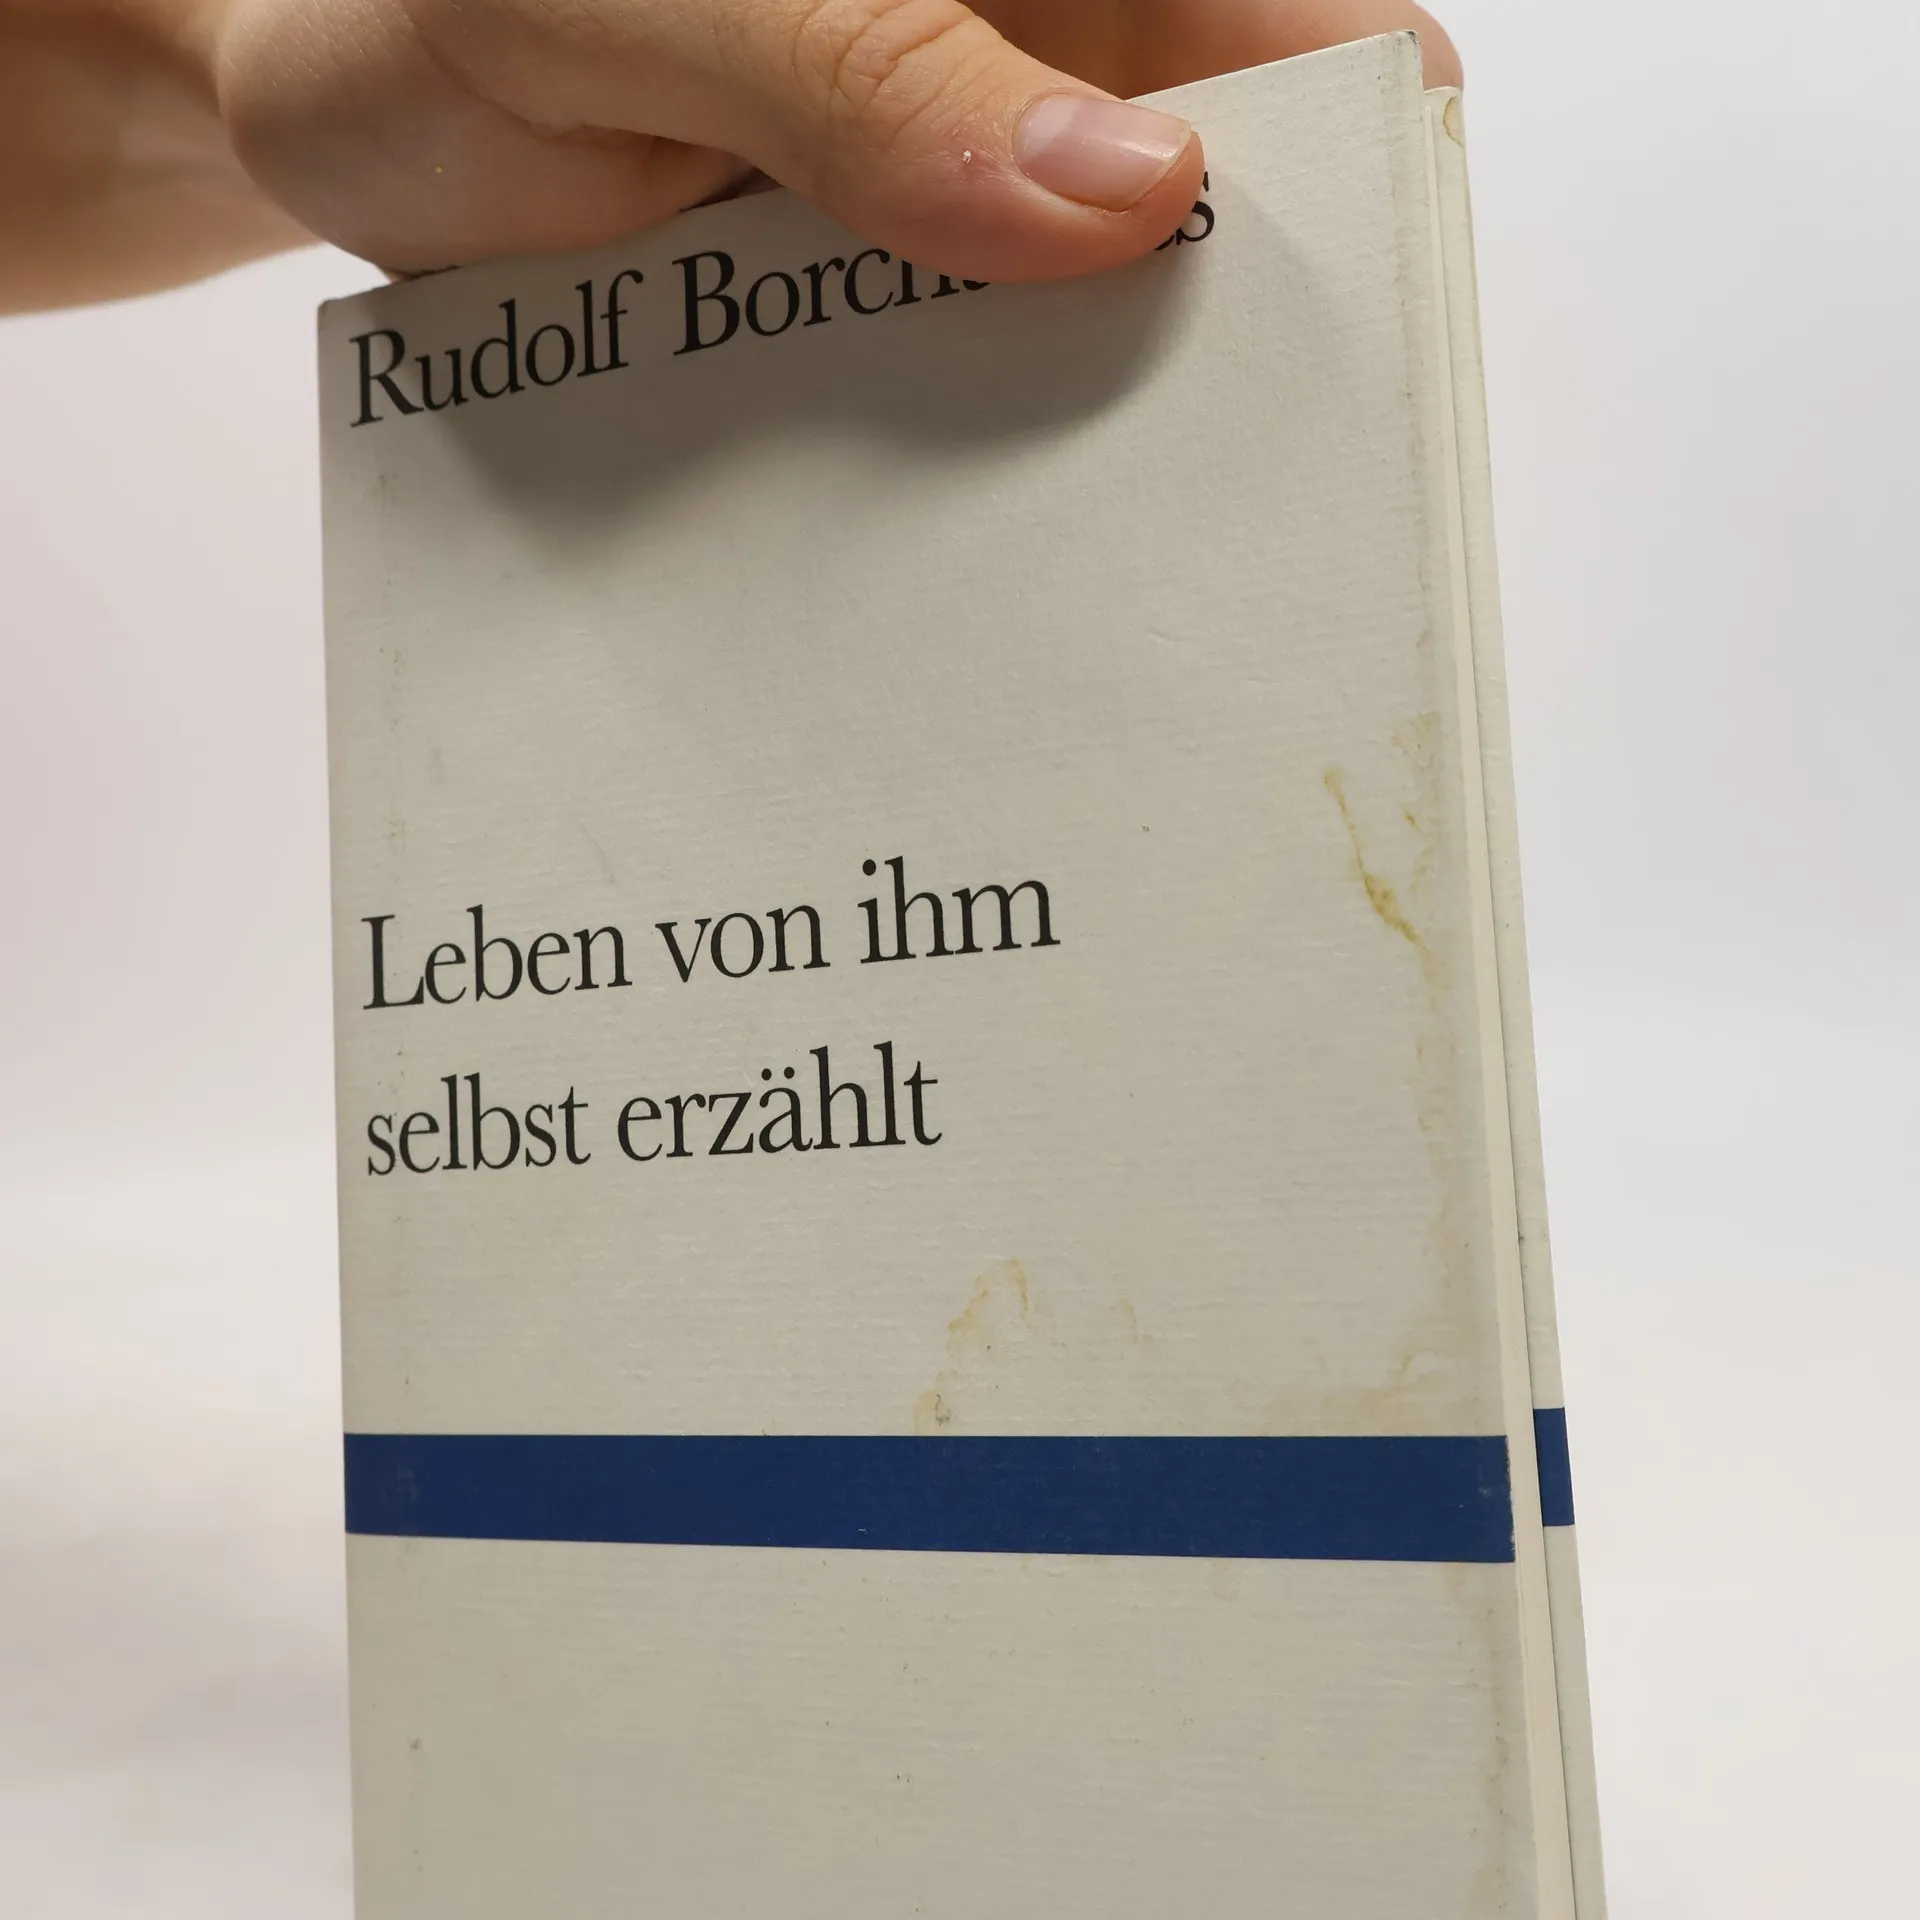 Rudolf
Leben von ihm
selbst erzählt